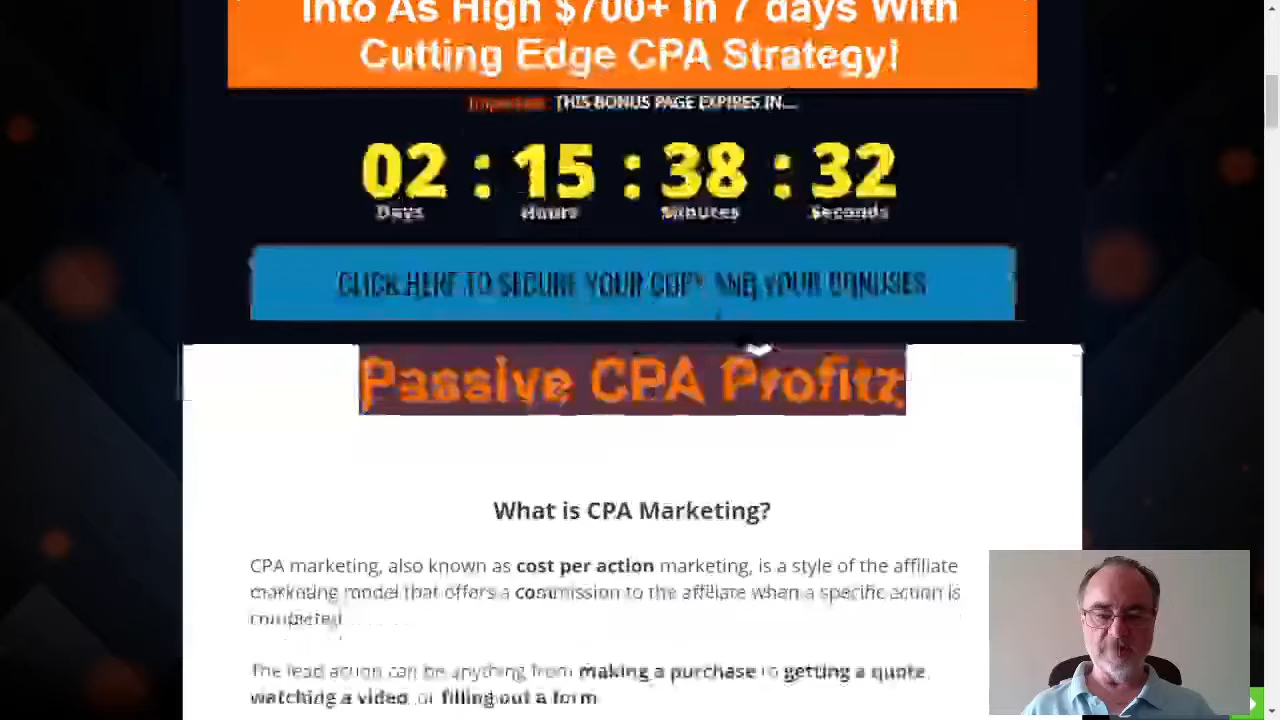 Into As High $700+ in 7 days With
Cutting Edge CPA Strategy!
Important: THIS BONUS PAGE EXPIRES IN...
02 : 15 : 38 : 32
Days Hours Minutes Seconds
CLICK HERE TO SECURE YOUR COPY AND YOUR BONUSES
Passive CPA Profitz
What is CPA Marketing?
CPA marketing, also known as cost per action marketing, is a style of the affiliate
marketing model that offers a commission to the affiliate when a specific action is
completed.
The lead action can be anything from making a purchase to getting a quote,
watching a video, or filling out a form